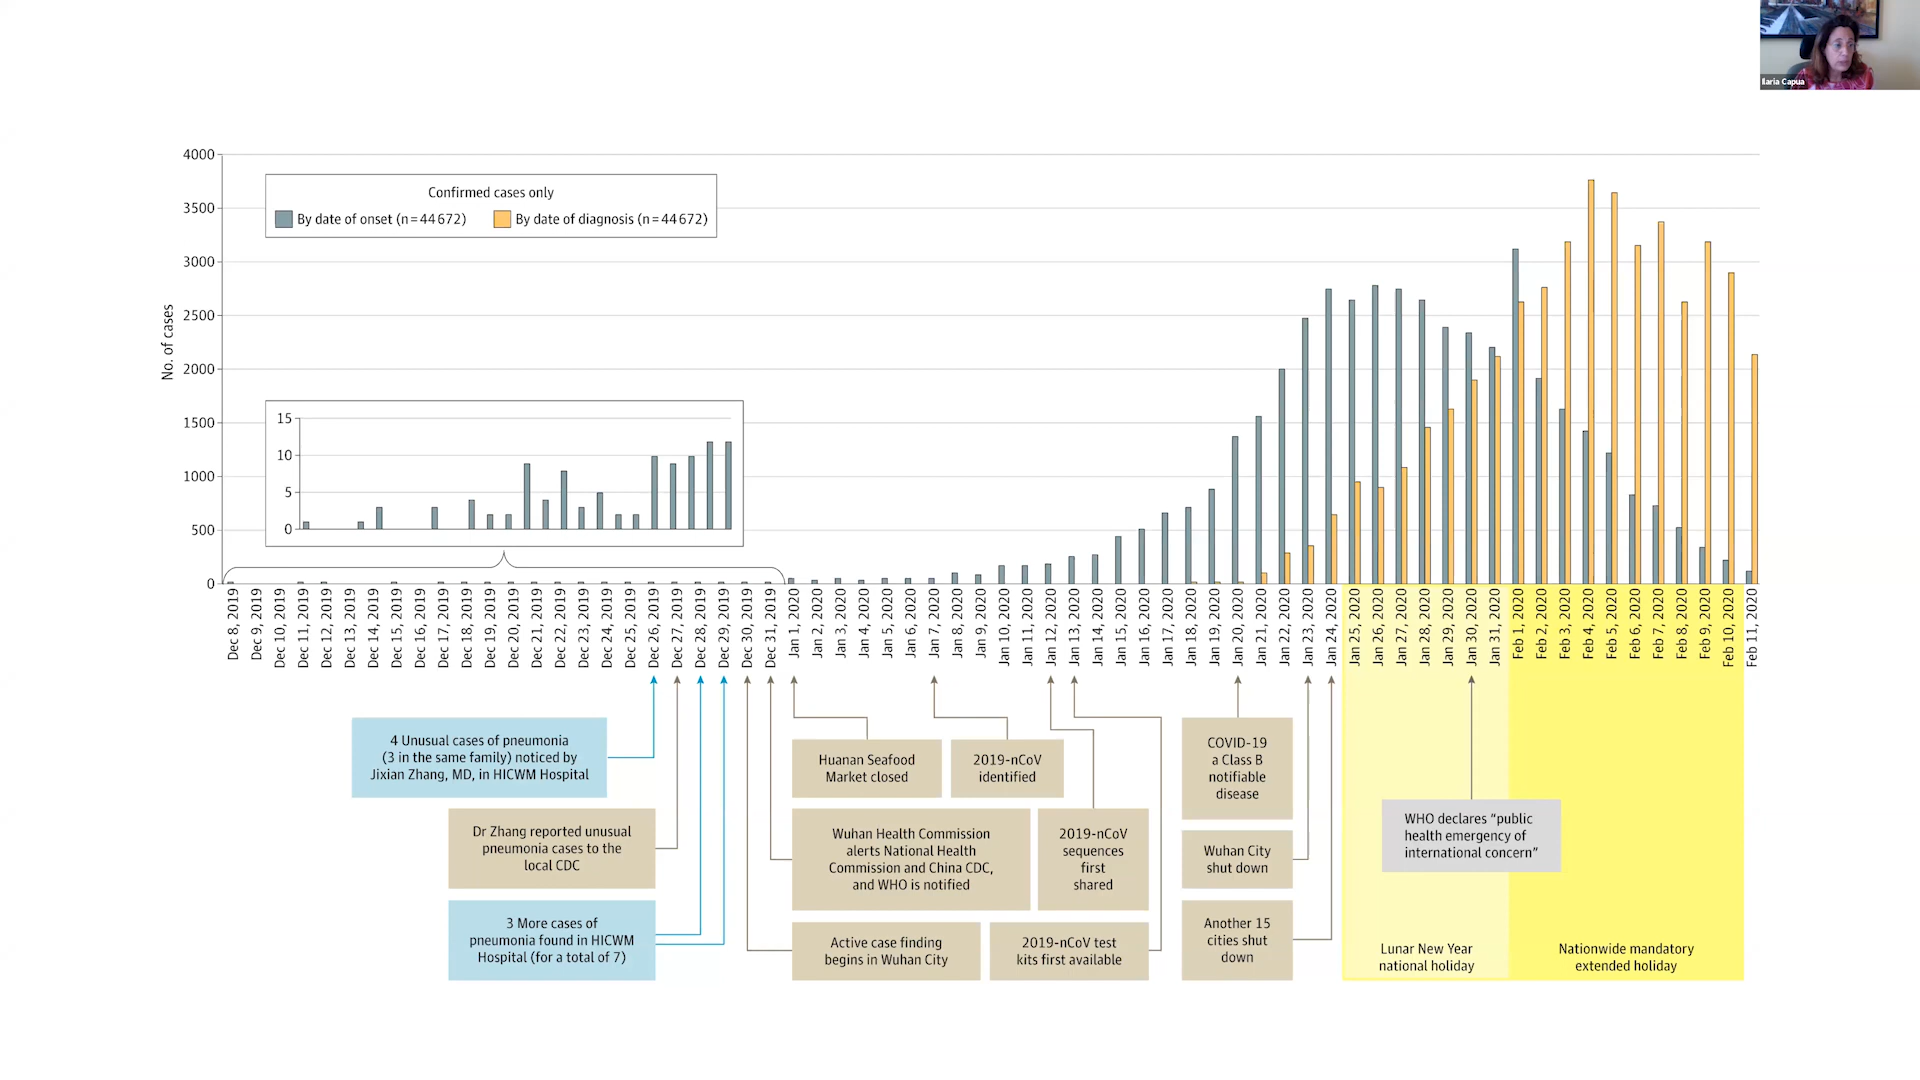 Ilaria Capua
4000
3500
3000
2500
2000
1500
1000
500
0
No. of cases
Confirmed cases only
By date of onset (n = 44 672)
By date of diagnosis (n = 44 672)
15
10
5
0
Dec 8, 2019
Dec 9, 2019
Dec 10, 2019
Dec 11, 2019
Dec 12, 2019
Dec 13, 2019
Dec 14, 2019
Dec 15, 2019
Dec 16, 2019
Dec 17, 2019
Dec 18, 2019
Dec 19, 2019
Dec 20, 2019
Dec 21, 2019
Dec 22, 2019
Dec 23, 2019
Dec 24, 2019
Dec 25, 2019
Dec 26, 2019
Dec 27, 2019
Dec 28, 2019
Dec 29, 2019
Dec 30, 2019
Dec 31, 2019
Jan 1, 2020
Jan 2, 2020
Jan 3, 2020
Jan 4, 2020
Jan 5, 2020
Jan 6, 2020
Jan 7, 2020
Jan 8, 2020
Jan 9, 2020
Jan 10, 2020
Jan 11, 2020
Jan 12, 2020
Jan 13, 2020
Jan 14, 2020
Jan 15, 2020
Jan 16, 2020
Jan 17, 2020
Jan 18, 2020
Jan 19, 2020
Jan 20, 2020
Jan 21, 2020
Jan 22, 2020
Jan 23, 2020
Jan 24, 2020
Jan 25, 2020
Jan 26, 2020
Jan 27, 2020
Jan 28, 2020
Jan 29, 2020
Jan 30, 2020
Jan 31, 2020
Feb 1, 2020
Feb 2, 2020
Feb 3, 2020
Feb 4, 2020
Feb 5, 2020
Feb 6, 2020
Feb 7, 2020
Feb 8, 2020
Feb 9, 2020
Feb 10, 2020
Feb 11, 2020
4 Unusual cases of pneumonia
(3 in the same family) noticed by
Jixian Zhang, MD, in HICWM Hospital
Dr Zhang reported unusual
pneumonia cases to the
local CDC
3 More cases of
pneumonia found in HICWM
Hospital (for a total of 7)
Huanan Seafood
Market closed
2019-nCoV
identified
Wuhan Health Commission
alerts National Health
Commission and China CDC,
and WHO is notified
2019-nCoV
sequences
first
shared
Active case finding
begins in Wuhan City
2019-nCoV test
kits first available
COVID-19
a Class B
notifiable
disease
Wuhan City
shut down
Another 15
cities shut
down
WHO declares “public
health emergency of
international concern”
Lunar New Year
national holiday
Nationwide mandatory
extended holiday